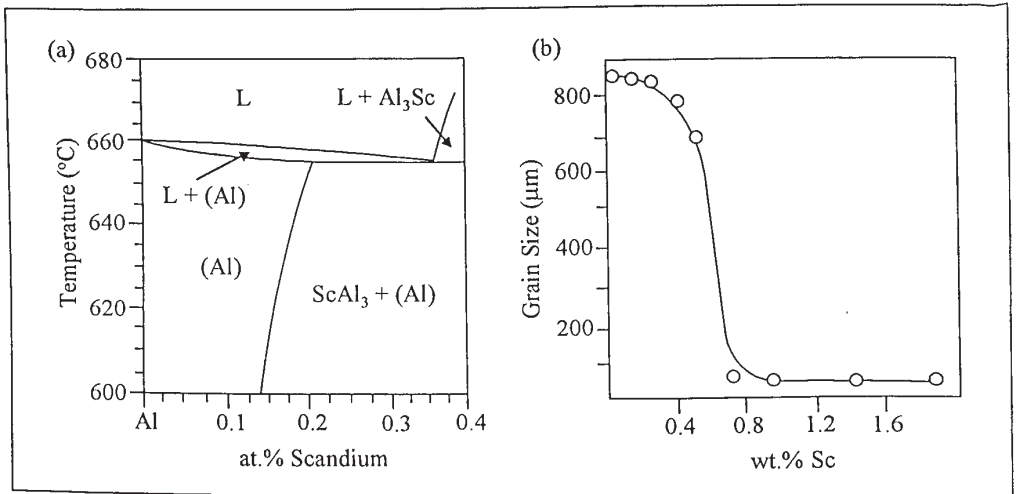 (a)
680
660
640
620
600
Temperature (°C)
L
L + Al₃Sc
L + (Al)
(Al)
ScAl₃ + (Al)
Al
0.1
0.2
0.3
0.4
at.% Scandium
(b)
800
600
400
200
Grain Size (μm)
0.4
0.8
1.2
1.6
wt.% Sc